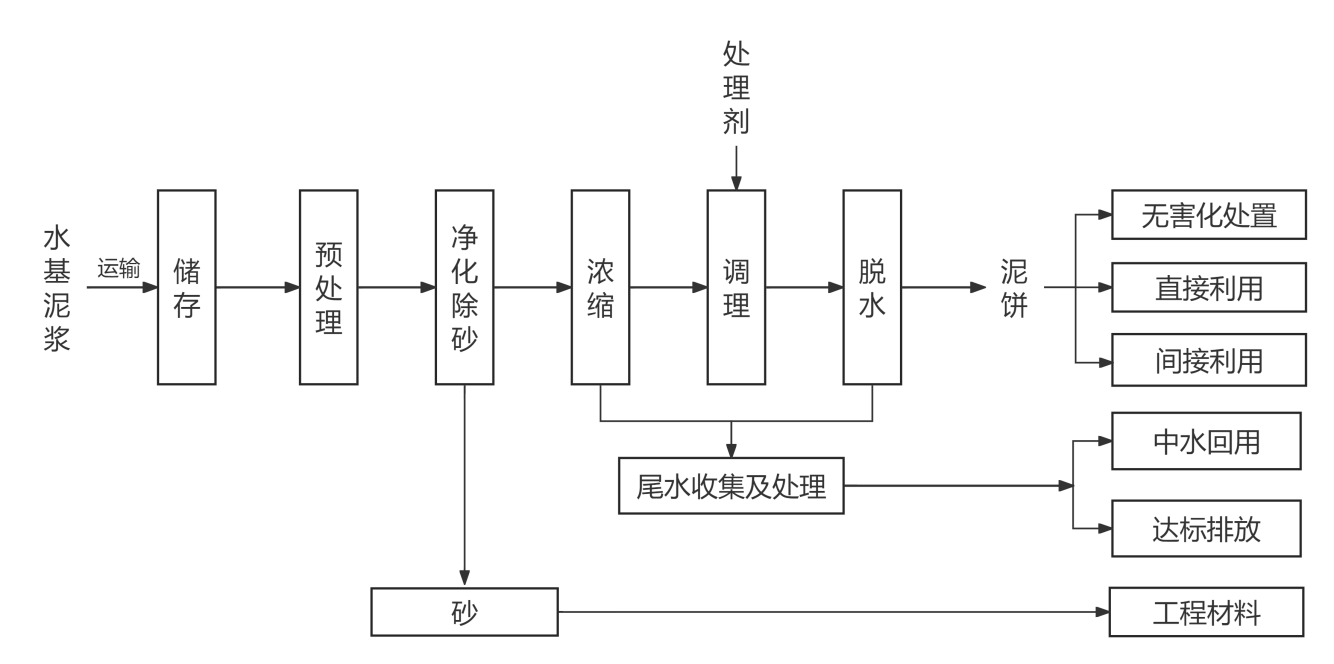 处理剂
水基泥浆
运输
储存
预处理
净化除砂
浓缩
调理
脱水
泥饼
无害化处置
直接利用
间接利用
中水回用
尾水收集及处理
达标排放
砂
工程材料